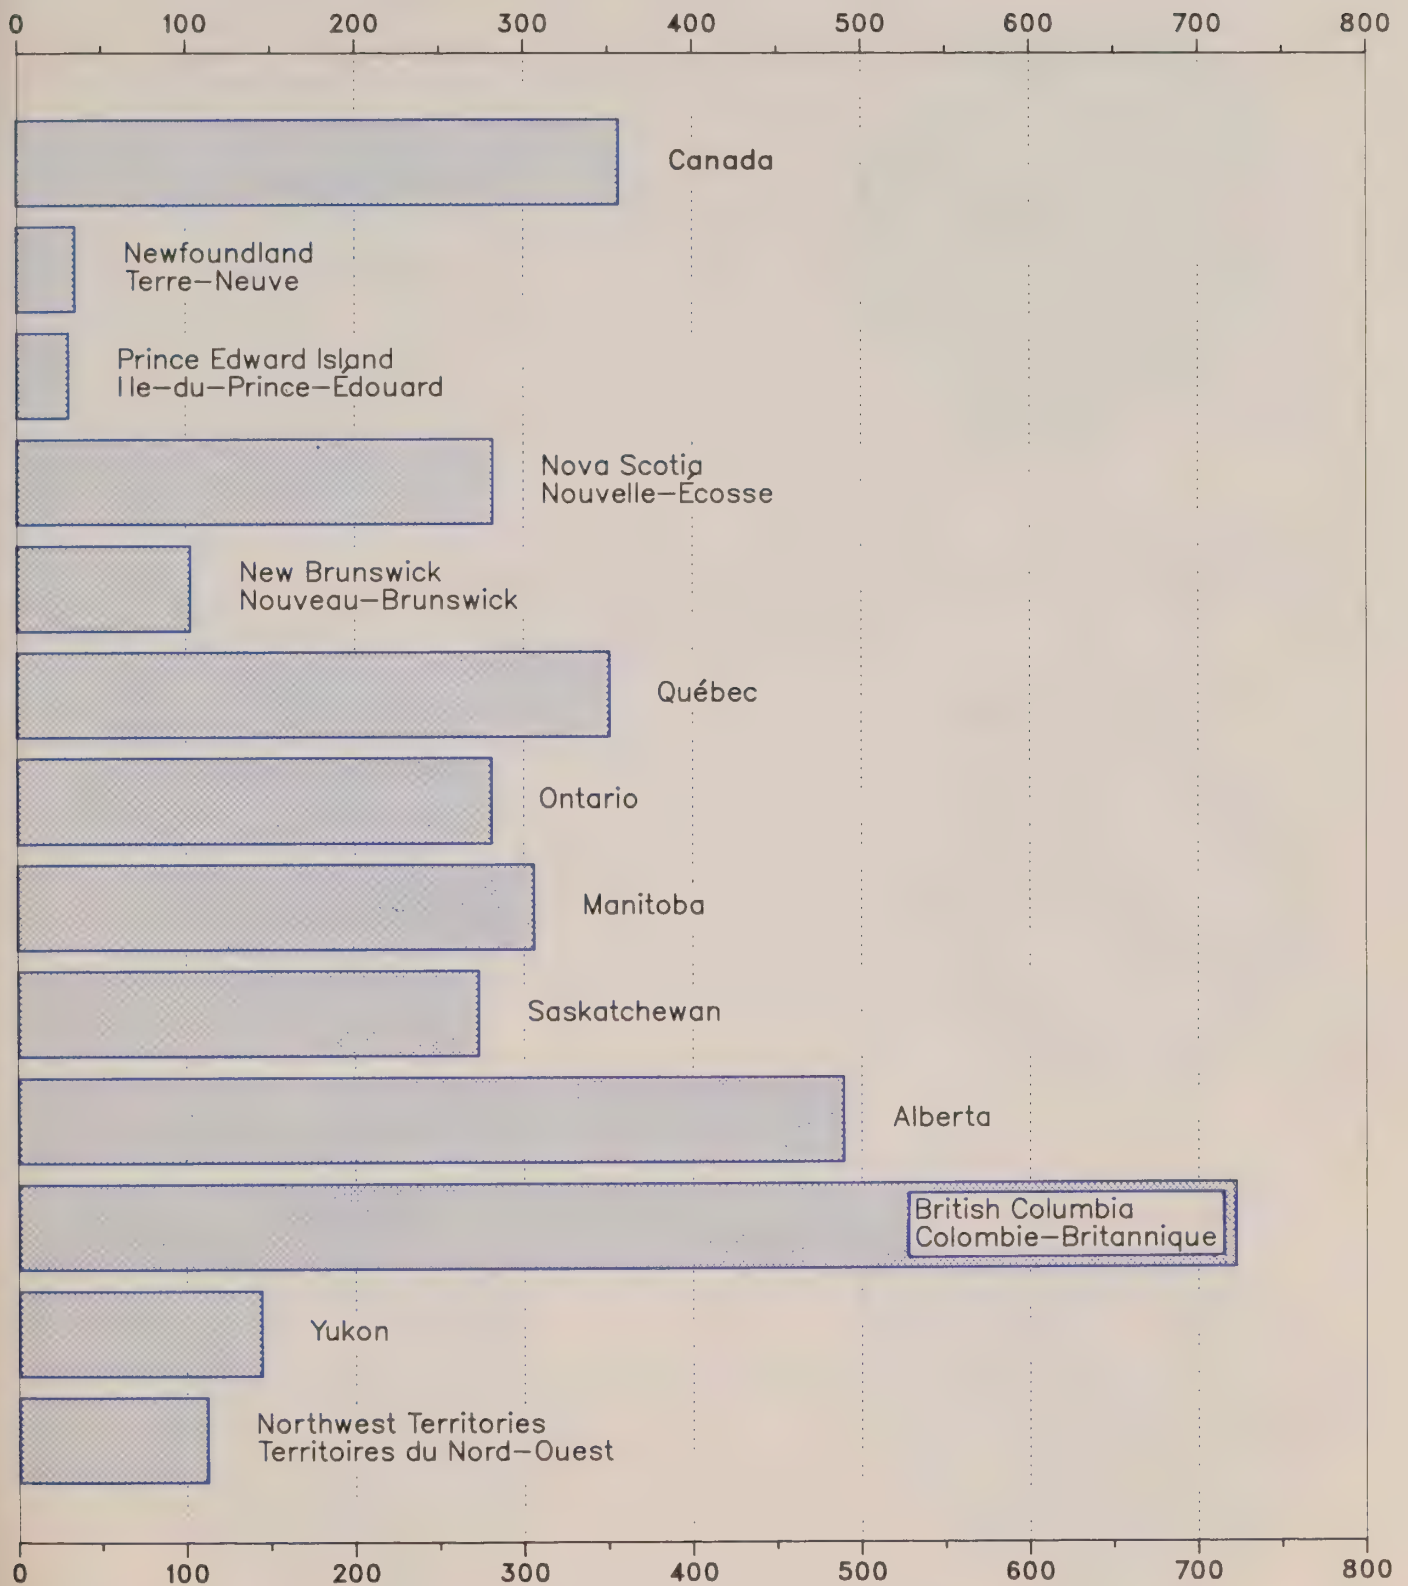 0 100 200 300 400 500 600 700 800
Canada
Newfoundland
Terre-Neuve
Prince Edward Island
Ile-du-Prince-Édouard
Nova Scotia
Nouvelle-Écosse
New Brunswick
Nouveau-Brunswick
Québec
Ontario
Manitoba
Saskatchewan
Alberta
British Columbia
Colombie-Britannique
Yukon
Northwest Territories
Territoires du Nord-Ouest
0 100 200 300 400 500 600 700 800